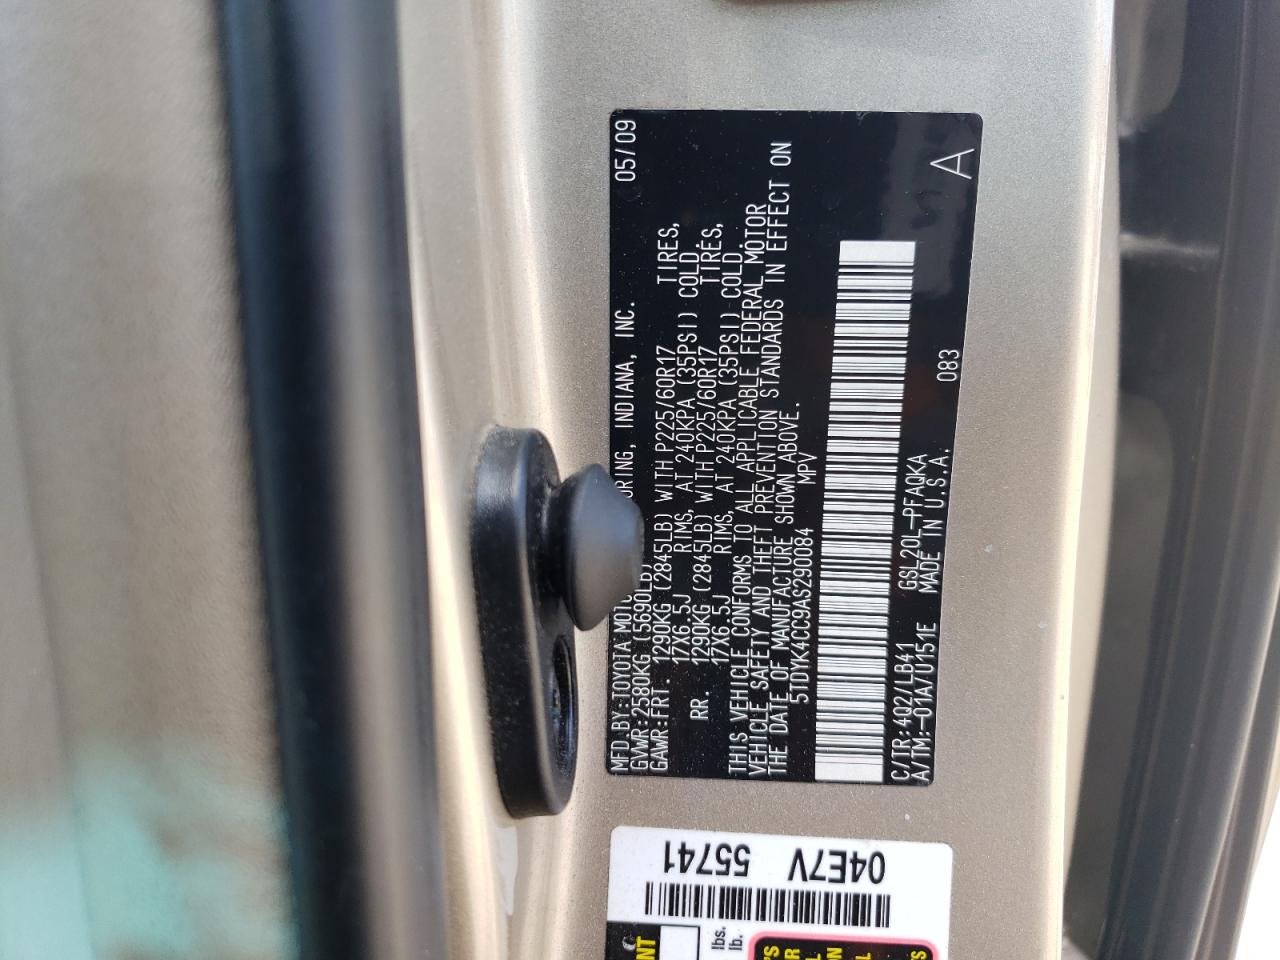 MFD.BY:TOYOTA MOTO URING, INDIANA, INC. 05/09
GVWR:2580KG (5690LB)
GAWR:FRT. 1290KG (2845LB) WITH P225/60R17 TIRES,
17X6.5J RIMS, AT 240KPA (35PSI) COLD.
RR. 1290KG (2845LB) WITH P225/60R17 TIRES,
17X6.5J RIMS, AT 240KPA (35PSI) COLD.
THIS VEHICLE CONFORMS TO ALL APPLICABLE FEDERAL MOTOR
VEHICLE SAFETY AND THEFT PREVENTION STANDARDS IN EFFECT ON
THE DATE OF MANUFACTURE SHOWN ABOVE.
5TDYK4CC9AS290084 MPV
C/TR:4Q2/LB41 GSL20L-PFAQKA 083
A/TM:-01A/U151E MADE IN U.S.A. A
04E7V 55741
lbs.
lb.